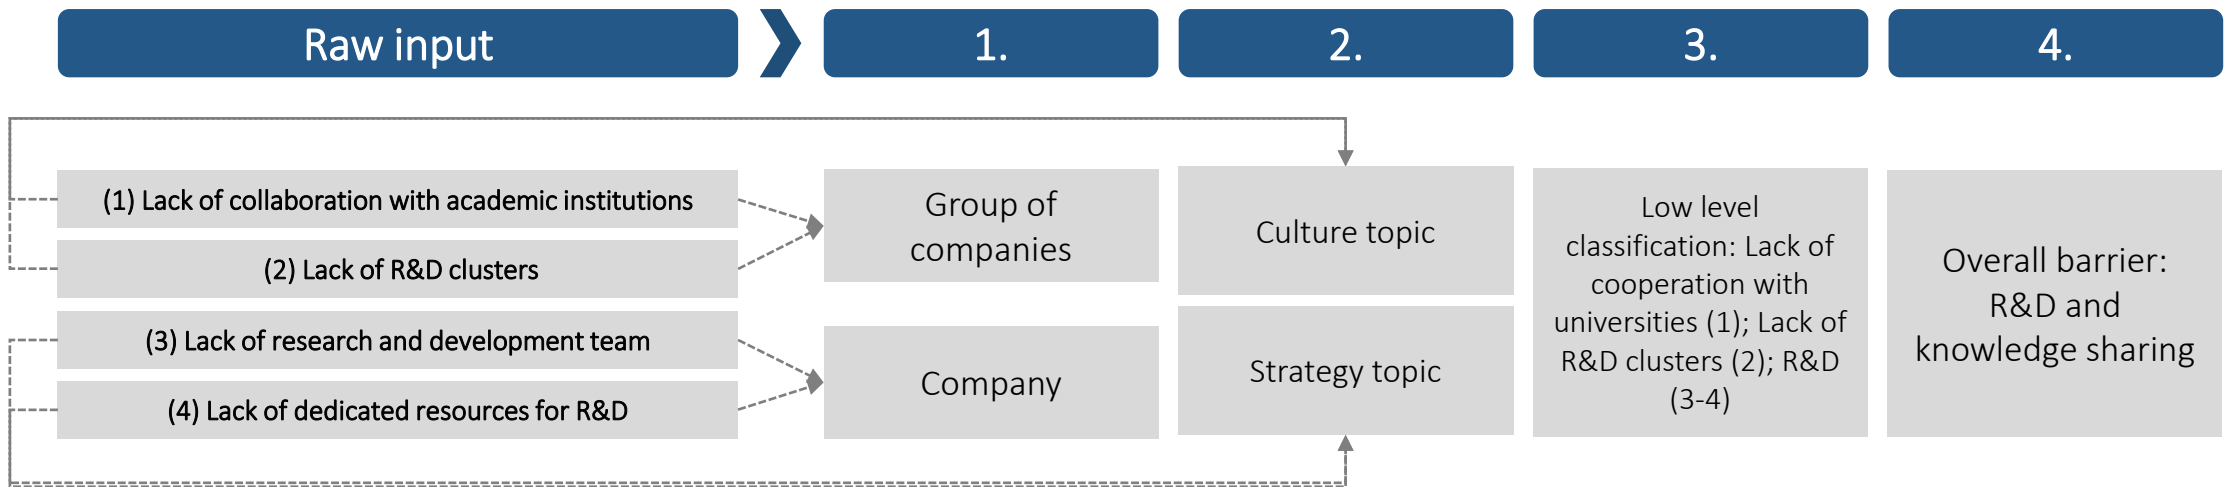 Raw input
1.
2.
3.
4.
(1) Lack of collaboration with academic institutions
(2) Lack of R&D clusters
(3) Lack of research and development team
(4) Lack of dedicated resources for R&D
Group of
companies
Company
Culture topic
Strategy topic
Low level
classification: Lack of
cooperation with
universities (1); Lack of
R&D clusters (2); R&D
(3-4)
Overall barrier:
R&D and
knowledge sharing